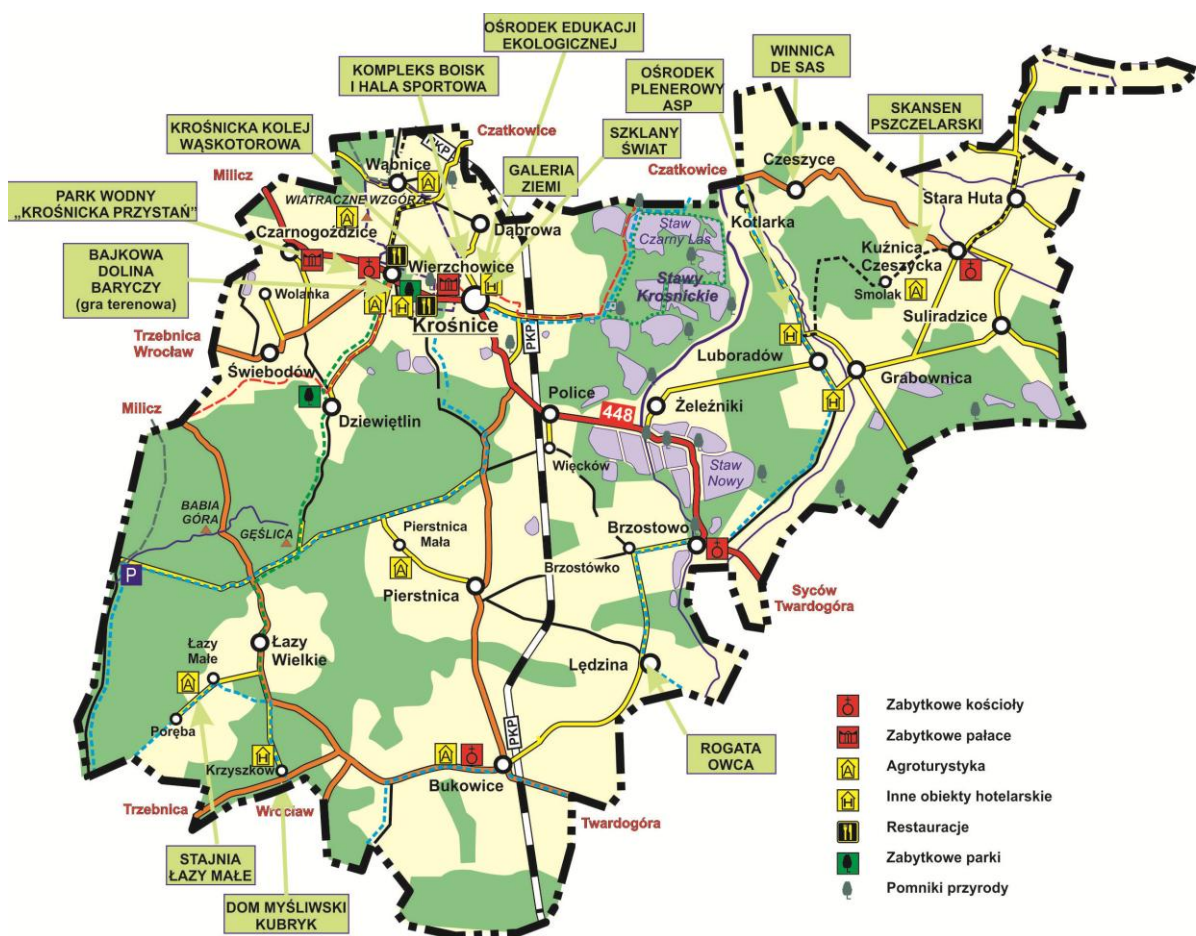 OŚRODEK EDUKACJI
EKOLOGICZNEJ
KOMPLEKS BOISK
I HALA SPORTOWA
OŚRODEK
PLENEROWY
ASP
WINNICA
DE SAS
SKANSEN
PSZCZELARSKI
KROŚNICKA KOLEJ
WĄSKOTOROWA
SZKLANY
ŚWIAT
GALERIA
ZIEMI
PARK WODNY
„KROŚNICKA PRZYSTAŃ”
BAJKOWA
DOLINA
BARYCZY
(gra terenowa)
Czatkowice
PKP
Milicz
Wąbnice
WIATRACZNE WZGÓRZE
Czarnogoździce
Dąbrowa
Wierzchowice
Wolanka
Krośnice
Trzebnica
Wrocław
Świebodów
Milicz
Dziewiętlin
PKP
Czatkowice
Czeszyce
Kotlarka
Stara Huta
Staw
Czarny Las
Stawy
Krośnickie
Kuźnica
Czeszycka
Smolak
Suliradzice
Luboradów
Grabownica
Police
448
Żeleźniki
Więcków
Staw
Nowy
BABIA
GÓRA
GĘŚLICA
P
Pierstnica
Mała
Pierstnica
Brzostowo
Brzostówko
Syców
Twardogóra
Łazy
Małe
Łazy
Wielkie
Poręba
Krzyszków
Lędzina
PKP
Bukowice
Trzebnica
Wrocław
Twardogóra
ROGATA
OWCA
STAJNIA
ŁAZY MAŁE
DOM MYŚLIWSKI
KUBRYK
Zabytkowe kościoły
Zabytkowe pałace
Agroturystyka
Inne obiekty hotelarskie
Restauracje
Zabytkowe parki
Pomniki przyrody